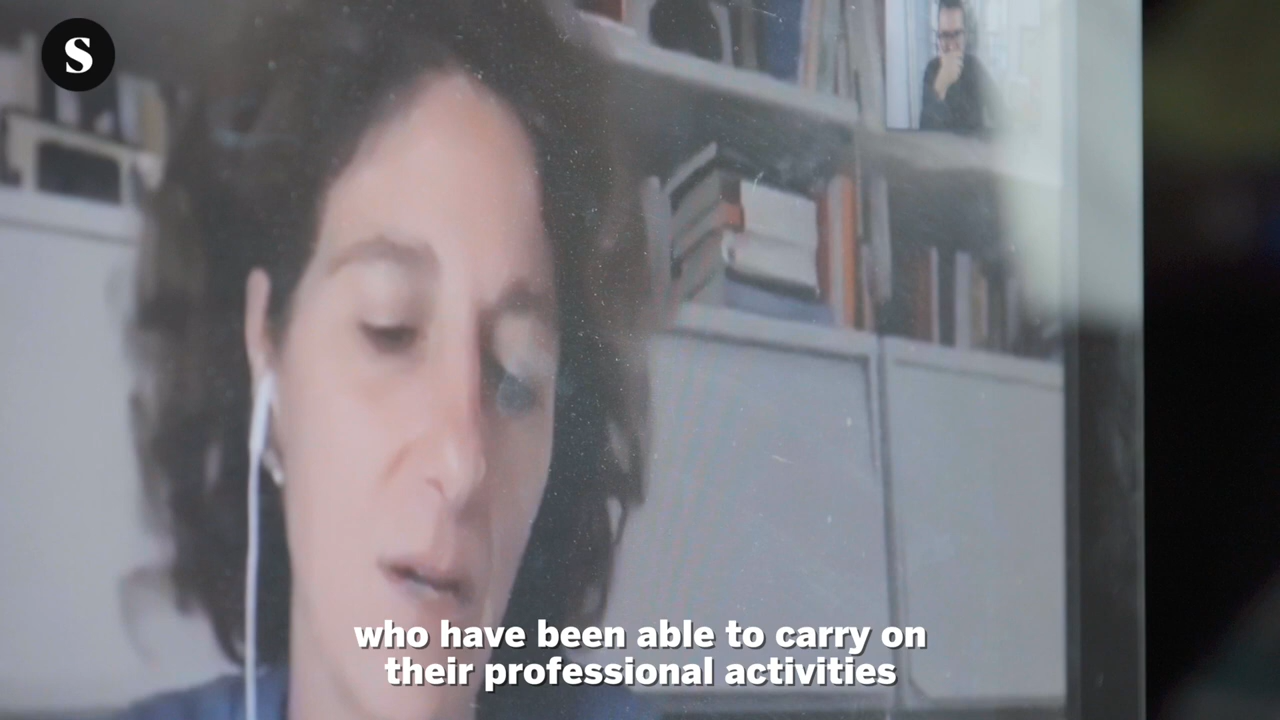 S
who have been able to carry on
their professional activities